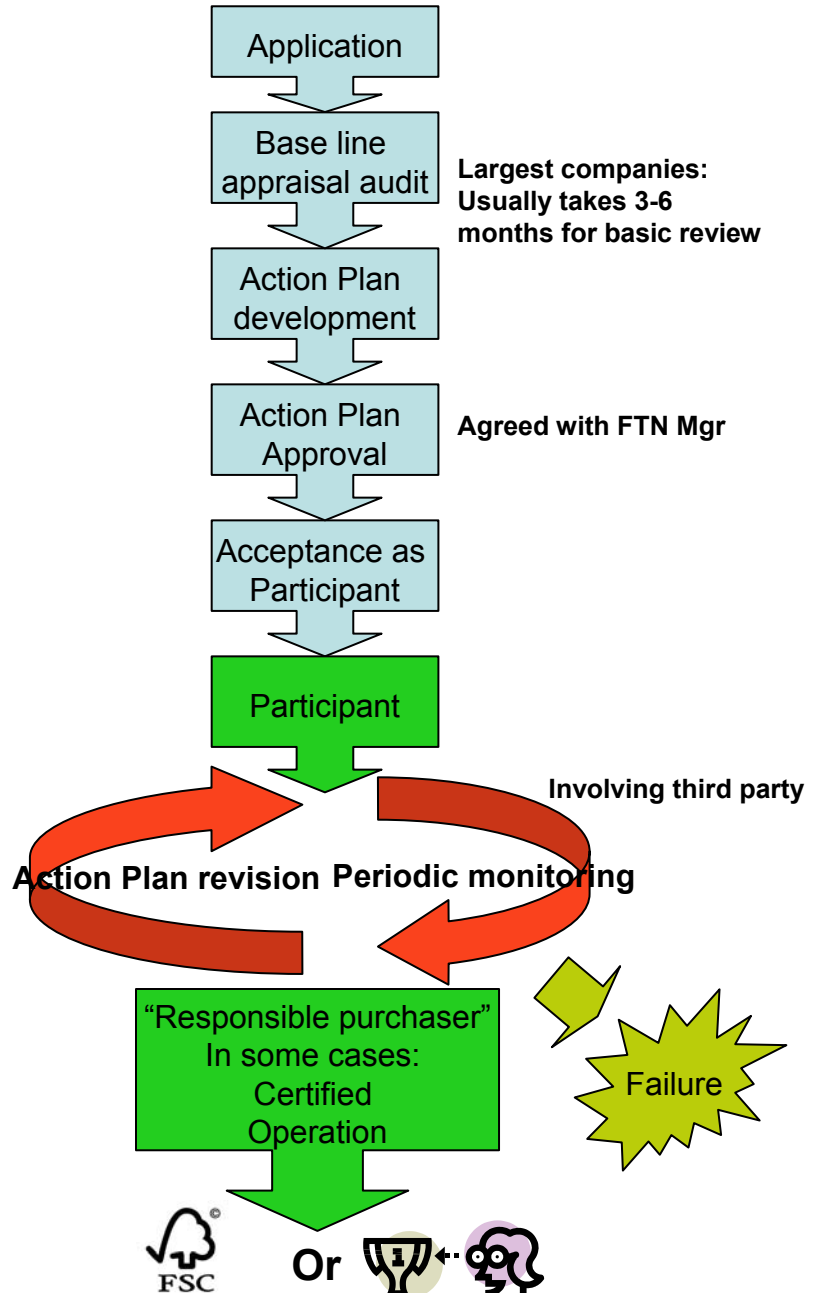 Application
Base line
appraisal audit
Largest companies:
Usually takes 3-6
months for basic review
Action Plan
development
Action Plan
Approval
Agreed with FTN Mgr
Acceptance as
Participant
Participant
Involving third party
Action Plan revision
Periodic monitoring
“Responsible purchaser”
In some cases:
Certified
Operation
Failure
©
FSC
Or
1